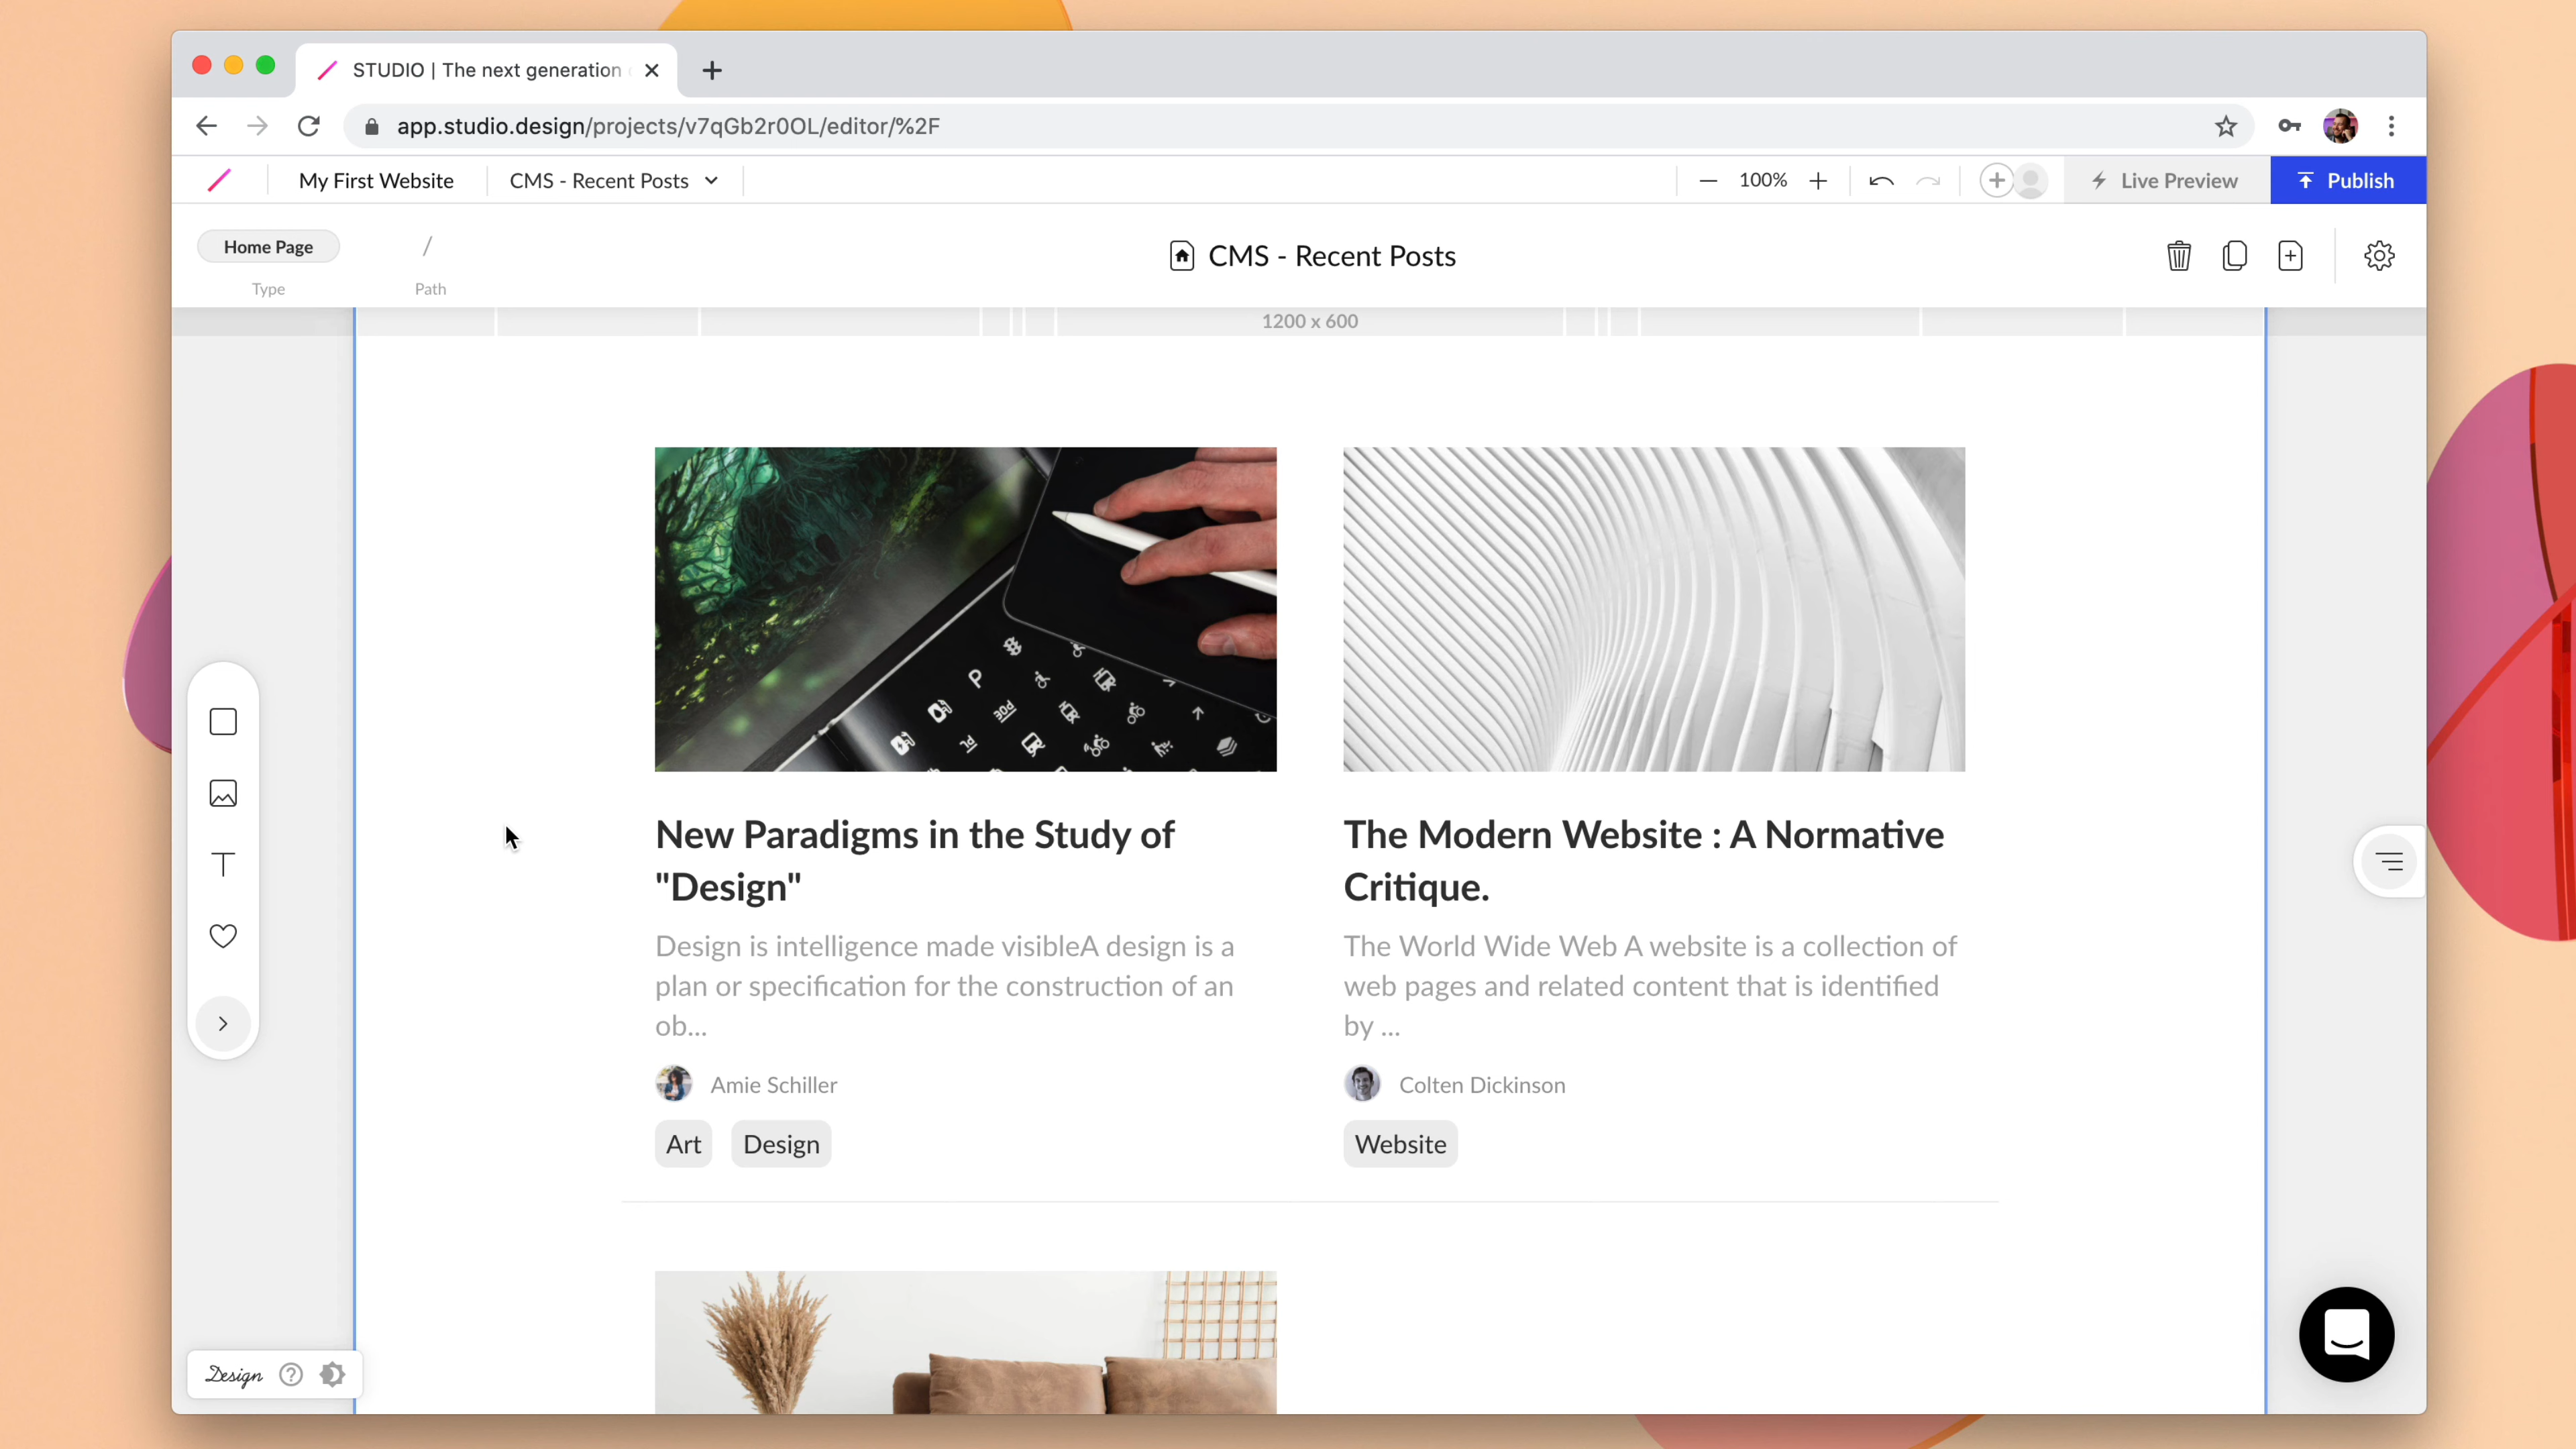 STUDIO | The next generation
app.studio.design/projects/v7qGb2r0OL/editor/%2F
My First Website
CMS - Recent Posts
100%
Live Preview
Publish
Home Page
/
Type
Path
CMS - Recent Posts
1200 x 600
New Paradigms in the Study of
"Design"
Design is intelligence made visibleA design is a
plan or specification for the construction of an
ob...
Amie Schiller
Art
Design
The Modern Website : A Normative
Critique.
The World Wide Web A website is a collection of
web pages and related content that is identified
by ...
Colten Dickinson
Website
Design